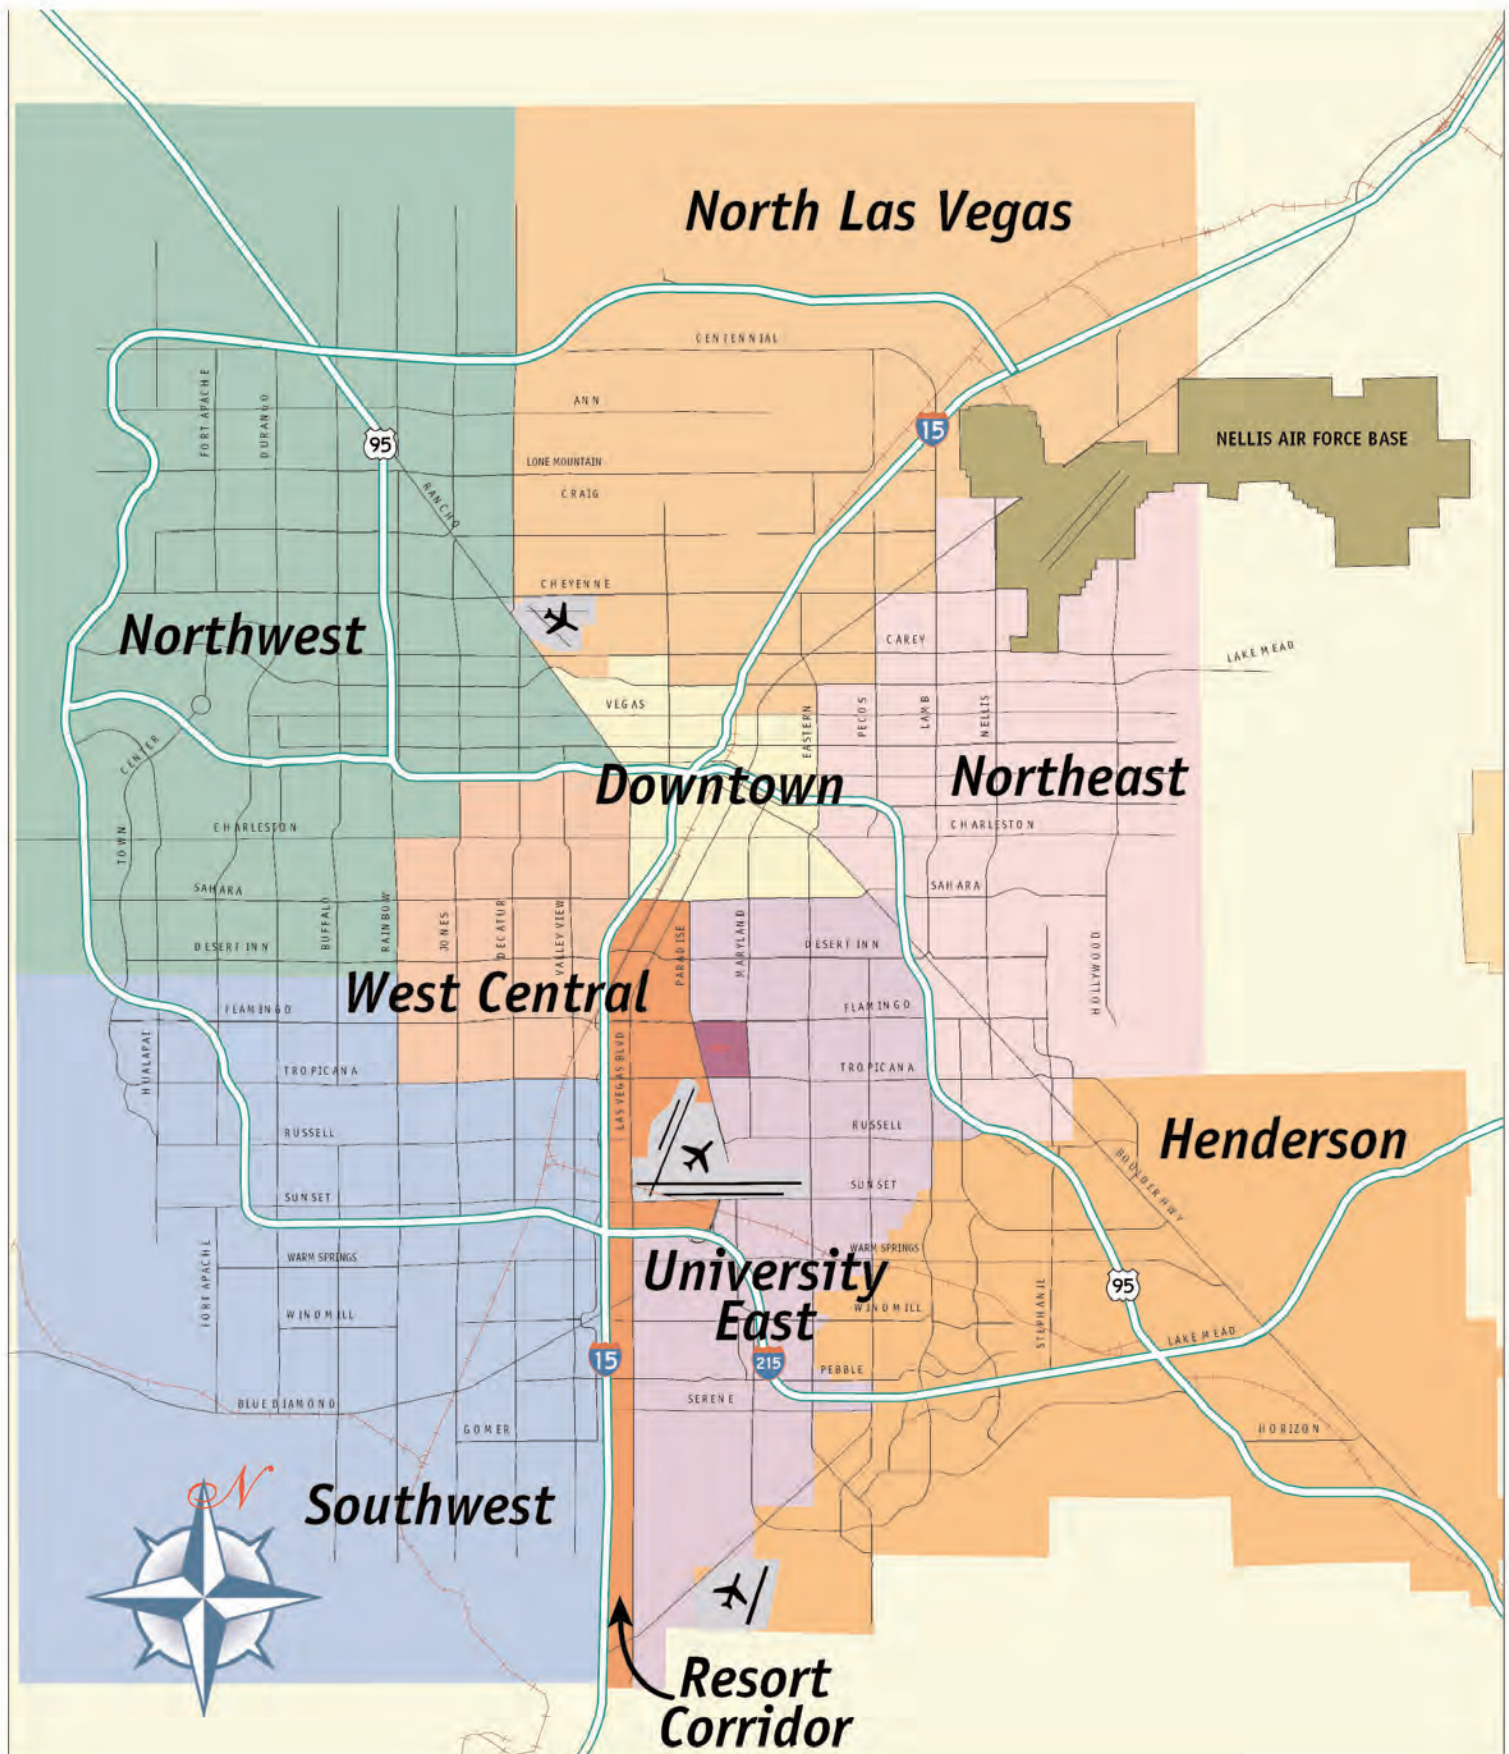 North Las Vegas
CENTENNIAL
FORT APACHE
DURANGO
ANN
15
95
NELLIS AIR FORCE BASE
LONE MOUNTAIN
RANCHO
CRAIG
CHEYENNE
Northwest
CAREY
LAKE MEAD
VEGAS
EASTERN
PECOS
LAMB
NELLIS
CENTER
TOWN
Downtown
Northeast
CHARLESTON
CHARLESTON
SAHARA
SAHARA
BUFFALO
RAINBOW
JONES
DECATUR
VALLEY VIEW
PARADISE
MARYLAND
DESERT INN
DESERT INN
HOLLYWOOD
West Central
FLAMINGO
FLAMINGO
HUALAPAI
LAS VEGAS BLVD
TROPICANA
TROPICANA
RUSSELL
RUSSELL
Henderson
BOULDER HWY
SUNSET
SUNSET
FORT APACHE
WARM SPRINGS
WARM SPRINGS
University
East
WINDMILL
WINDMILL
STEPHANIE
95
LAKE MEAD
15
215
PEBBLE
SERENE
BLUE DIAMOND
GOMER
HORIZON
N
Southwest
Resort
Corridor